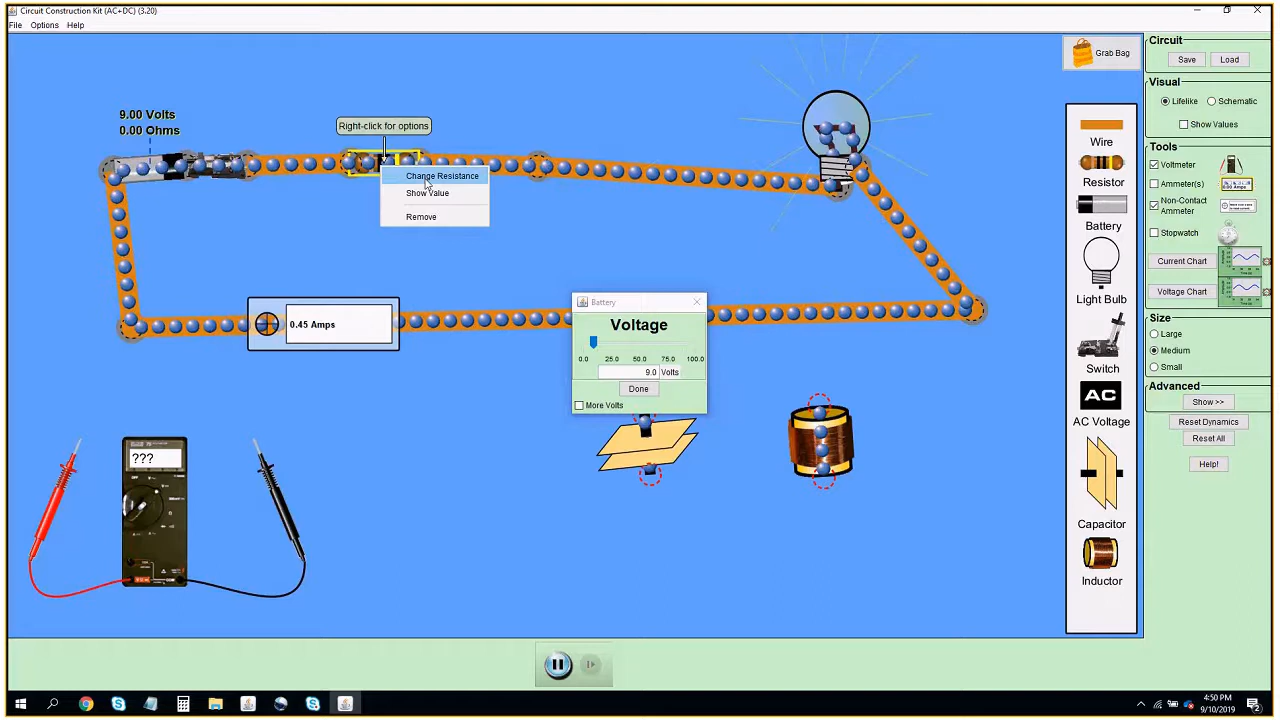 Circuit Construction Kit (AC+DC) (3.20)
File Options Help
9.00 Volts
0.00 Ohms
Right-click for options
Change Resistance
Show Value
Remove
0.45 Amps
Battery
Voltage
0.0 25.0 50.0 75.0 100.0
9.0 Volts
Done
More Volts
???
OFF
COM
Grab Bag
Wire
Resistor
Battery
Light Bulb
Switch
AC
AC Voltage
Capacitor
Inductor
Circuit
Save Load
Visual
Lifelike Schematic
Show Values
Tools
Voltmeter
Ammeter(s)
Non-Contact
Ammeter
Stopwatch
Current Chart
Voltage Chart
Size
Large
Medium
Small
Advanced
Show >>
Reset Dynamics
Reset All
Help!
4:50 PM
9/10/2019
2